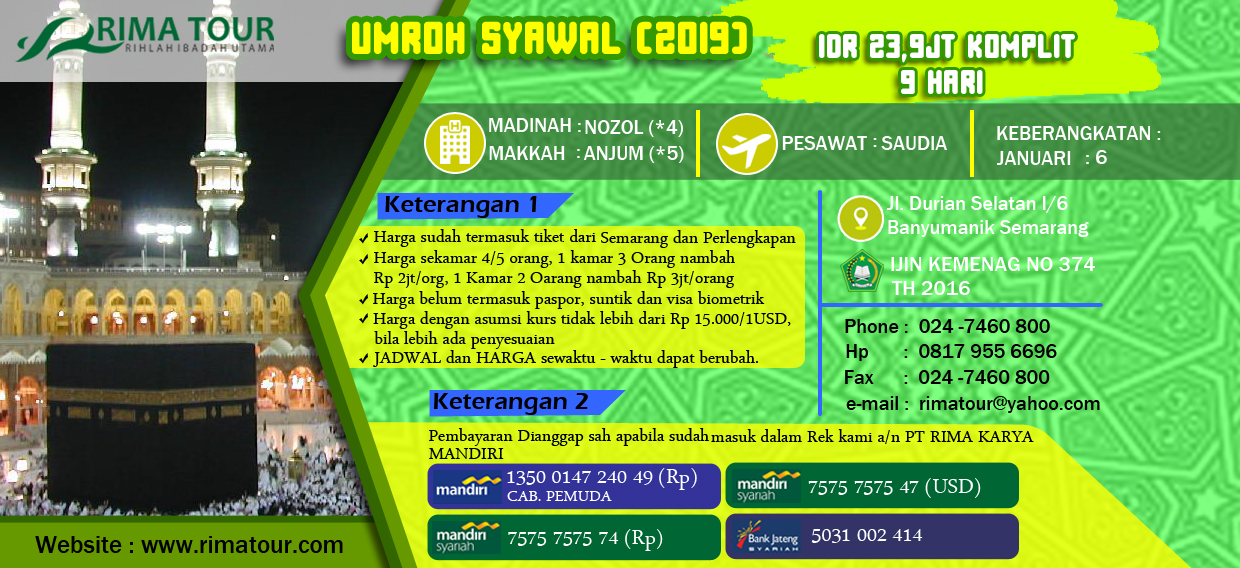 RIMA TOUR
RIHLAH IBADAH UTAMA
UMROH SYAWAL (2019)
IDR 23,9JT KOMPLIT
9 HARI
MADINAH : NOZOL (*4)
MAKKAH : ANJUM (*5)
PESAWAT : SAUDIA
KEBERANGKATAN :
JANUARI : 6
Keterangan 1
Harga sudah termasuk tiket dari Semarang dan Perlengkapan
Harga sekamar 4/5 orang, 1 kamar 3 Orang nambah
Rp 2jt/org, 1 Kamar 2 Oarang nambah Rp 3jt/orang
Harga belum termasuk paspor, suntik dan visa biometrik
Harga dengan asumsi kurs tidak lebih dari Rp 15.000/1USD,
bila lebih ada penyesuaian
JADWAL dan HARGA sewaktu - waktu dapat berubah.
Jl. Durian Selatan I/6
Banyumanik Semarang
IJIN KEMENAG NO 374
TH 2016
Phone : 024 -7460 800
Hp : 0817 955 6696
Fax : 024 -7460 800
e-mail : rimatour@yahoo.com
Keterangan 2
Pembayaran Dianggap sah apabila sudah masuk dalam Rek kami a/n PT RIMA KARYA
MANDIRI
mandiri 1350 0147 240 49 (Rp)
CAB. PEMUDA
mandiri syariah 7575 7575 47 (USD)
mandiri syariah 7575 7575 74 (Rp)
Bank Jateng SYARIAH 5031 002 414
Website : www.rimatour.com